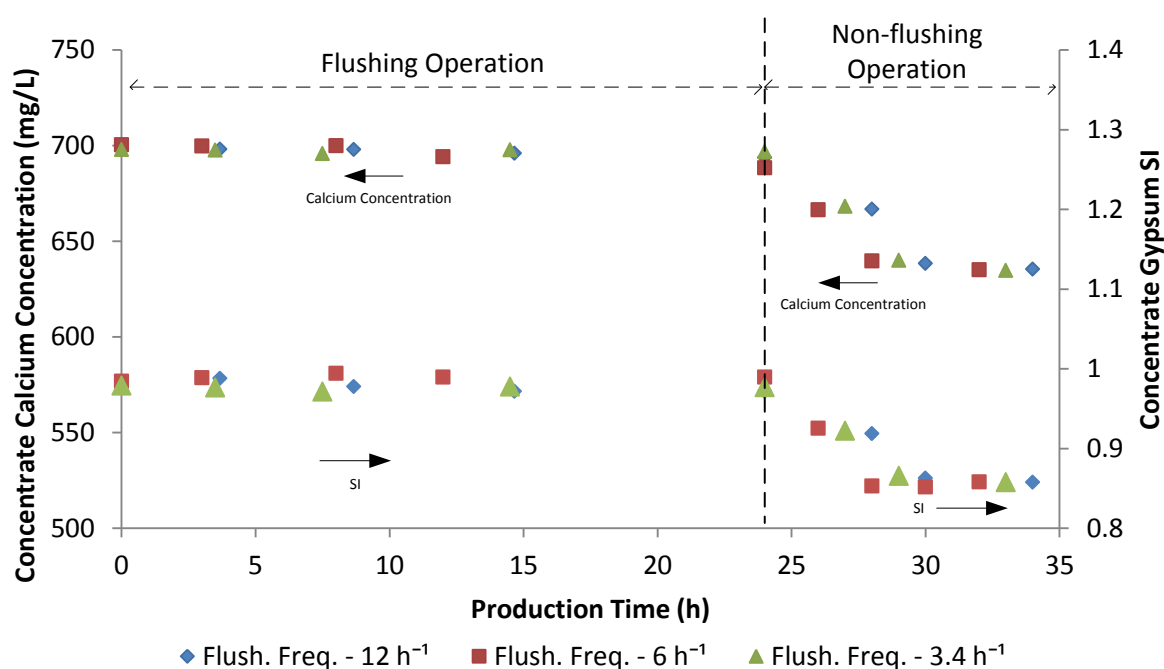 Flushing Operation
Non-flushing
Operation
Concentrate Calcium Concentration (mg/L)
750
700
650
600
550
500
Calcium Concentration
SI
Calcium Concentration
SI
1.4
1.3
1.2
1.1
1
0.9
0.8
Concentrate Gypsum SI
0
5
10
15
20
25
30
35
Production Time (h)
Flush. Freq. - 12 h⁻¹
Flush. Freq. - 6 h⁻¹
Flush. Freq. - 3.4 h⁻¹